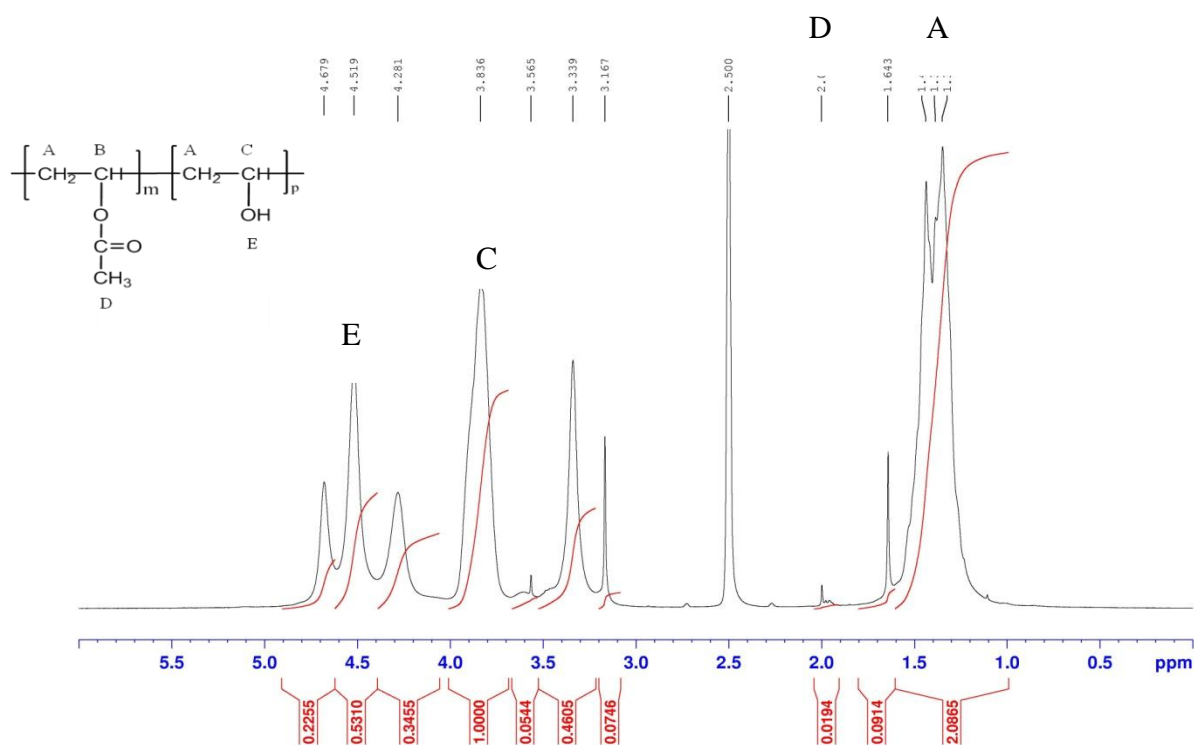 D A
4.679 4.519 4.281 3.836 3.565 3.339 3.167 2.500 1.643
A B A C
CH₂ CH m CH₂ CH p
O OH
C=O E
CH₃
D
C
E
5.5 5.0 4.5 4.0 3.5 3.0 2.5 2.0 1.5 1.0 0.5 ppm
0.2255 0.5310 0.3455 1.0000 0.0544 0.4605 0.0746 0.0194 0.0914 2.0865